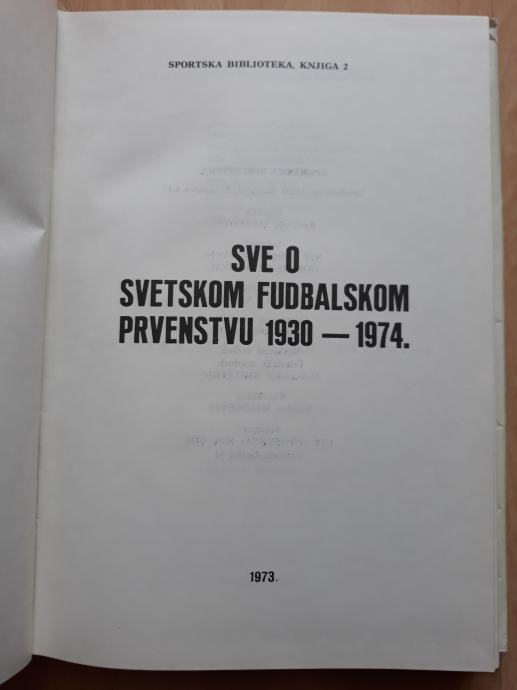 SPORTSKA BIBLIOTEKA, KNJIGA 2
SVE O
SVETSKOM FUDBALSKOM
PRVENSTVU 1930 — 1974.
1973.